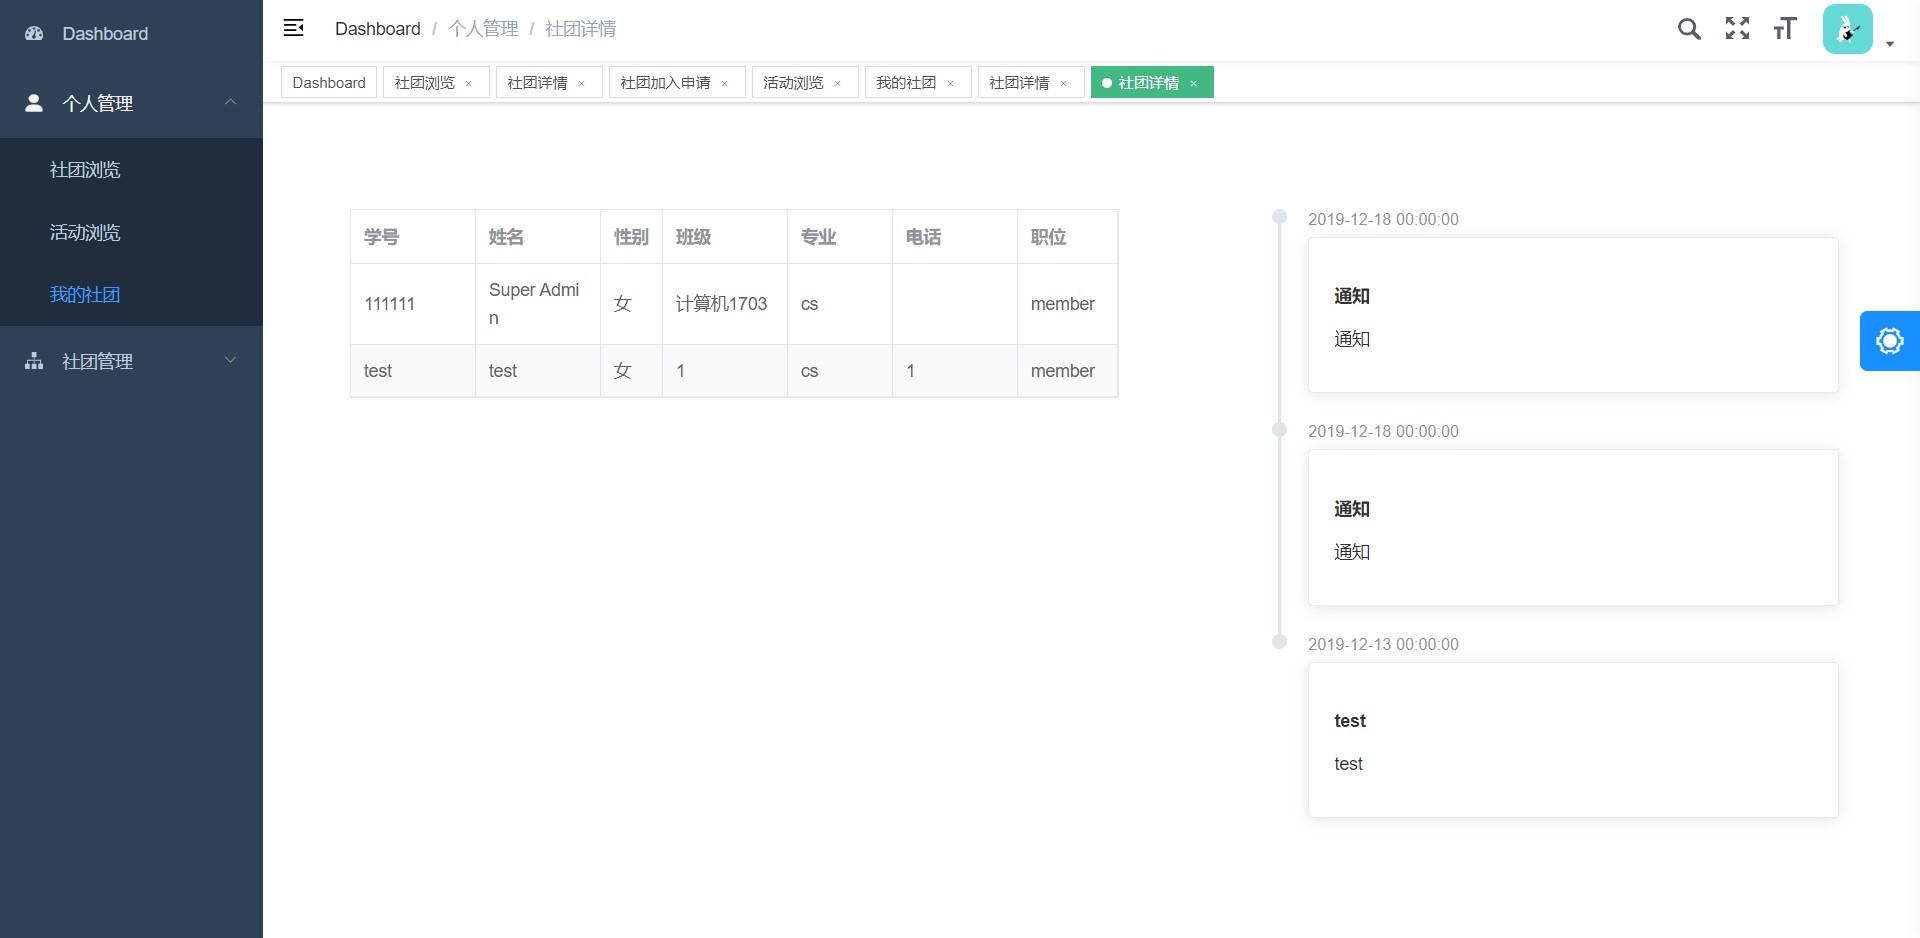 Dashboard
个人管理
社团浏览
活动浏览
我的社团
社团管理
Dashboard / 个人管理 / 社团详情
Dashboard 社团浏览 × 社团详情 × 社团加入申请 × 活动浏览 × 我的社团 × 社团详情 × 社团详情 ×
学号 姓名 性别 班级 专业 电话 职位
111111 Super Admi
n 女 计算机1703 cs member
test test 女 1 cs 1 member
2019-12-18 00:00:00
通知
通知
2019-12-18 00:00:00
通知
通知
2019-12-13 00:00:00
test
test